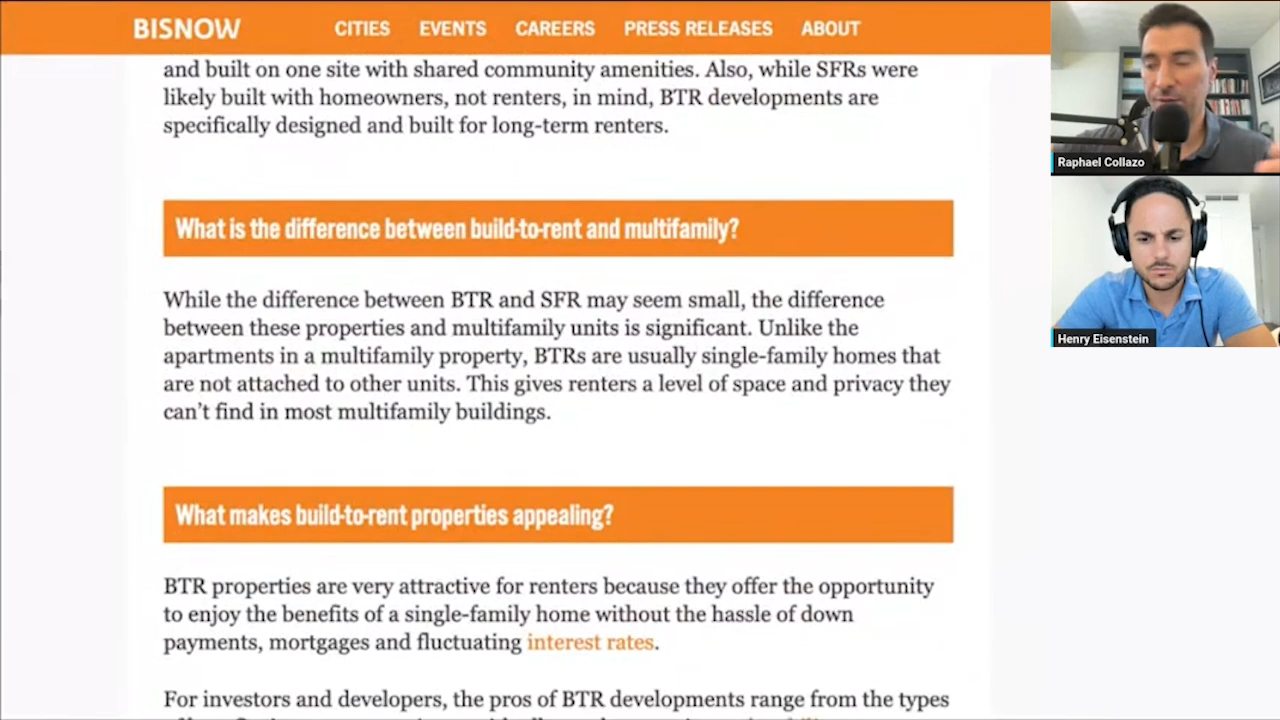 BISNOW
CITIES EVENTS CAREERS PRESS RELEASES ABOUT
and built on one site with shared community amenities. Also, while SFRs were
likely built with homeowners, not renters, in mind, BTR developments are
specifically designed and built for long-term renters.
What is the difference between build-to-rent and multifamily?
While the difference between BTR and SFR may seem small, the difference
between these properties and multifamily units is significant. Unlike the
apartments in a multifamily property, BTRs are usually single-family homes that
are not attached to other units. This gives renters a level of space and privacy they
can't find in most multifamily buildings.
What makes build-to-rent properties appealing?
BTR properties are very attractive for renters because they offer the opportunity
to enjoy the benefits of a single-family home without the hassle of down
payments, mortgages and fluctuating interest rates.
For investors and developers, the pros of BTR developments range from the types
Raphael Collazo
Henry Eisenstein